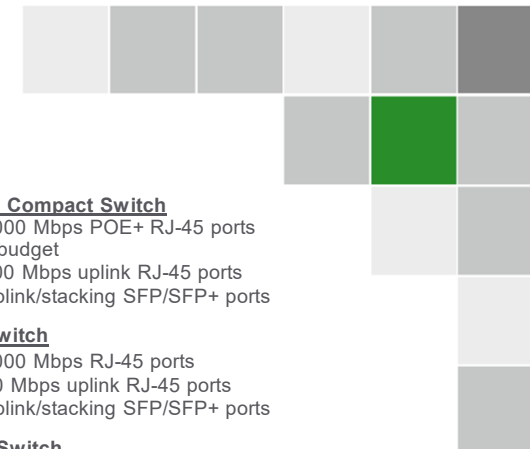 Compact Switch
000 Mbps POE+ RJ-45 ports
budget
00 Mbps uplink RJ-45 ports
plink/stacking SFP/SFP+ ports
witch
000 Mbps RJ-45 ports
0 Mbps uplink RJ-45 ports
plink/stacking SFP/SFP+ ports
Switch